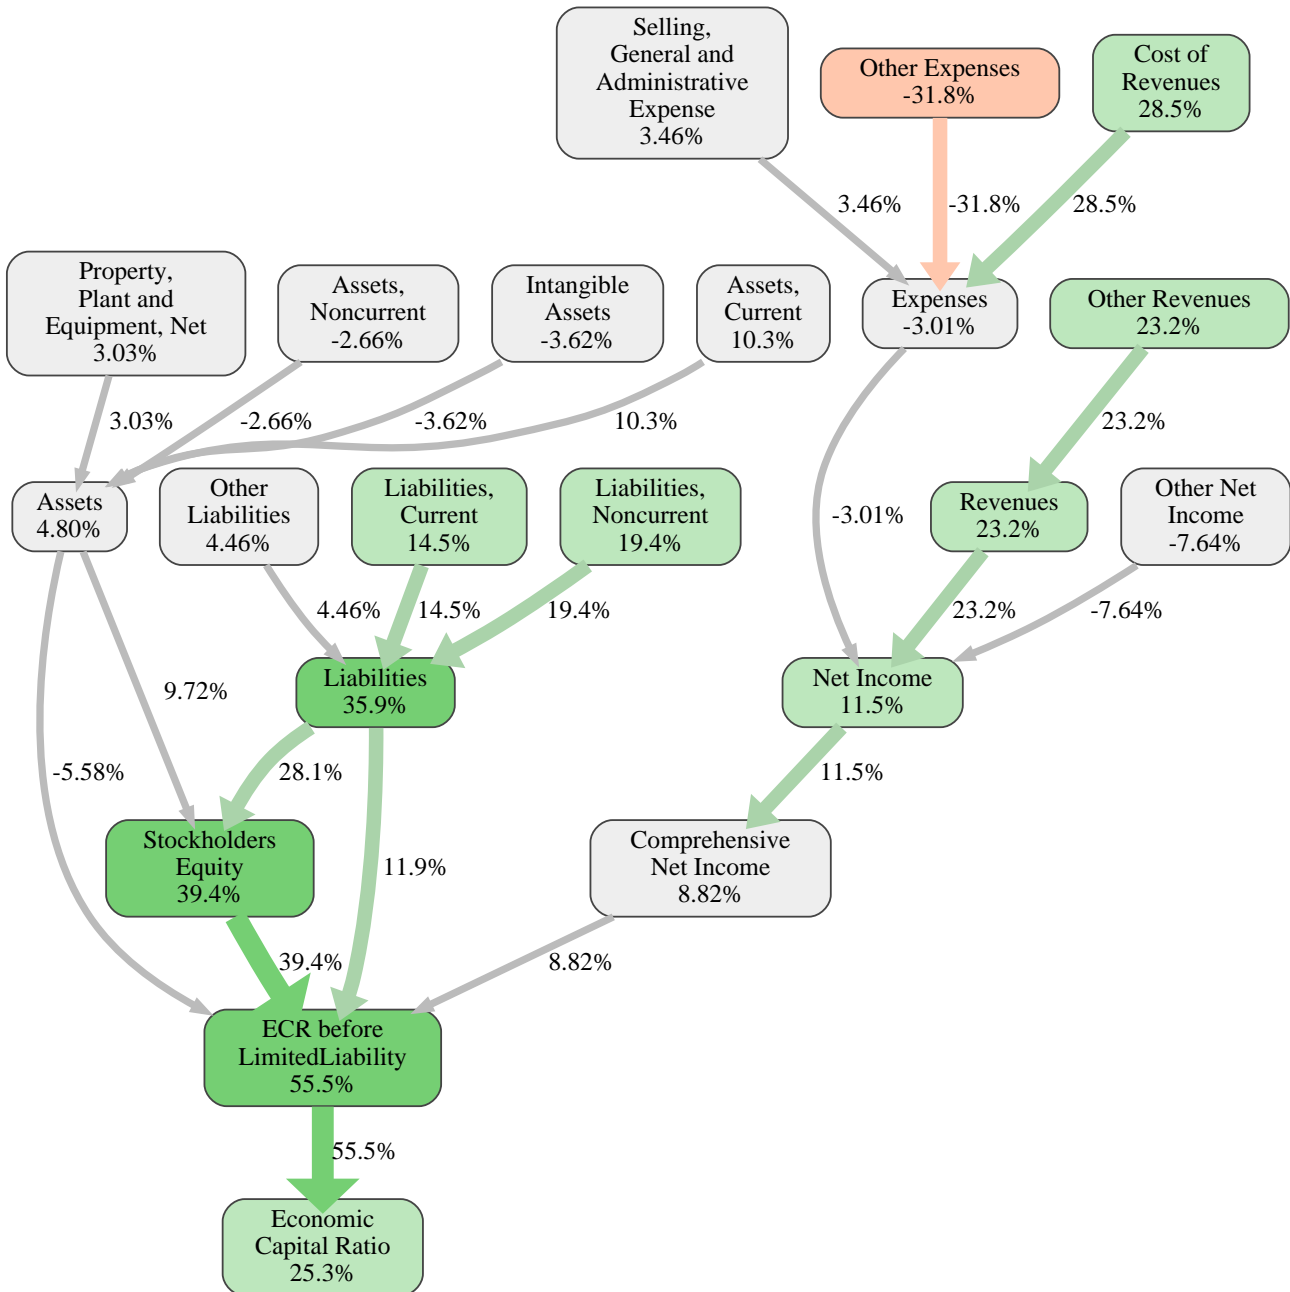 Selling,
General and
Administrative
Expense
3.46%
Other Expenses
-31.8%
Cost of
Revenues
28.5%
3.46%
-31.8%
28.5%
Property,
Plant and
Equipment, Net
3.03%
Assets,
Noncurrent
-2.66%
Intangible
Assets
-3.62%
Assets,
Current
10.3%
Expenses
-3.01%
Other Revenues
23.2%
3.03%
-2.66%
-3.62%
10.3%
23.2%
Assets
4.80%
Other
Liabilities
4.46%
Liabilities,
Current
14.5%
Liabilities,
Noncurrent
19.4%
-3.01%
Revenues
23.2%
Other Net
Income
-7.64%
4.46%
14.5%
19.4%
23.2%
-7.64%
9.72%
Liabilities
35.9%
Net Income
11.5%
-5.58%
28.1%
11.5%
Stockholders
Equity
39.4%
11.9%
Comprehensive
Net Income
8.82%
39.4%
8.82%
ECR before
LimitedLiability
55.5%
55.5%
Economic
Capital Ratio
25.3%